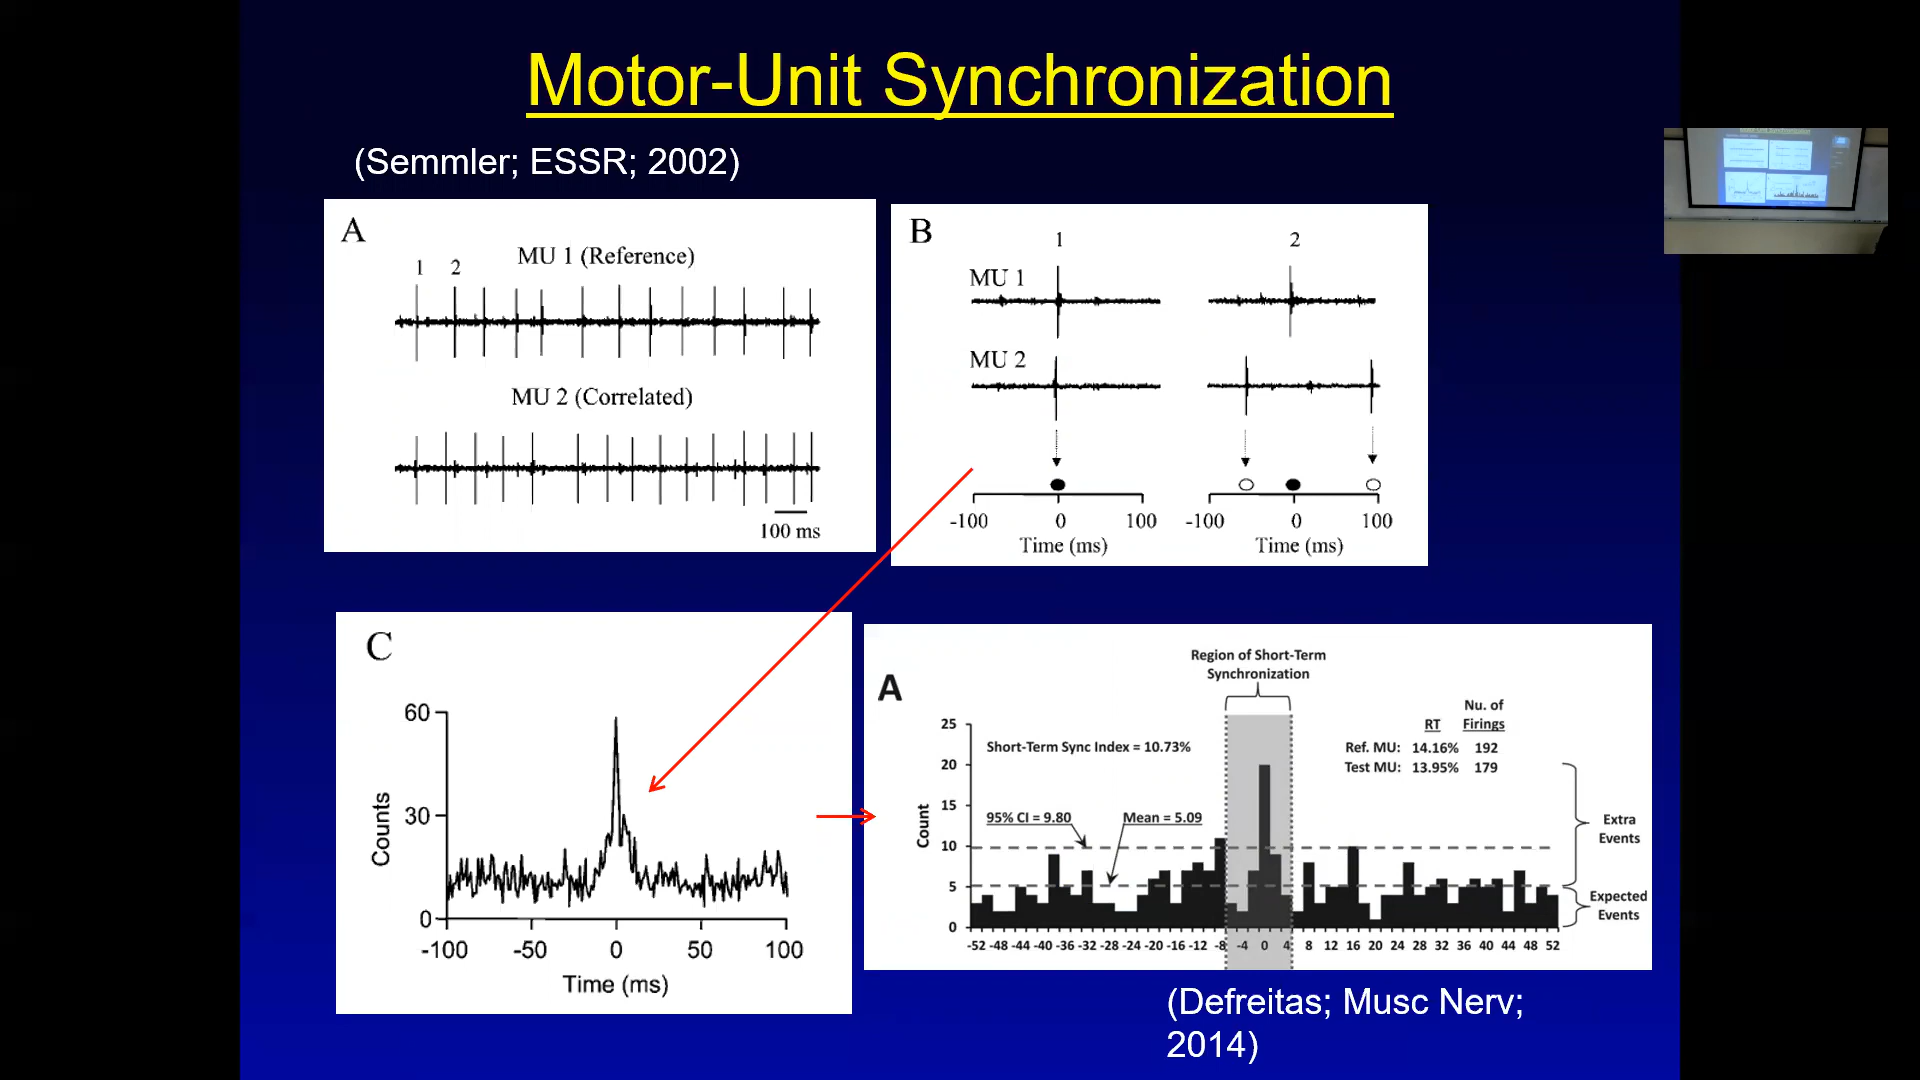 Motor-Unit Synchronization
(Semmler; ESSR; 2002)
A
MU 1 (Reference)
1 2
MU 2 (Correlated)
100 ms
B
1 2
MU 1
MU 2
-100 0 100 -100 0 100
Time (ms) Time (ms)
C
60
30
0
Counts
-100 -50 0 50 100
Time (ms)
A
Region of Short-Term
Synchronization
Nu. of
RT Firings
Ref. MU: 14.16% 192
Test MU: 13.95% 179
Short-Term Sync Index = 10.73%
95% CI = 9.80 Mean = 5.09
25
20
15
10
5
0
Count
Extra
Events
Expected
Events
-52 -48 -44 -40 -36 -32 -28 -24 -20 -16 -12 -8 -4 0 4 8 12 16 20 24 28 32 36 40 44 48 52
(Defreitas; Musc Nerv;
2014)